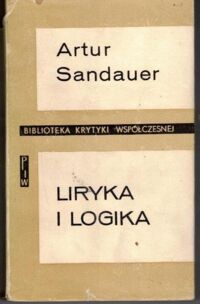 Artur
Sandauer
BIBLIOTEKA KRYTYKI WSPÓŁCZESNEJ
PIW
LIRYKA
I LOGIKA